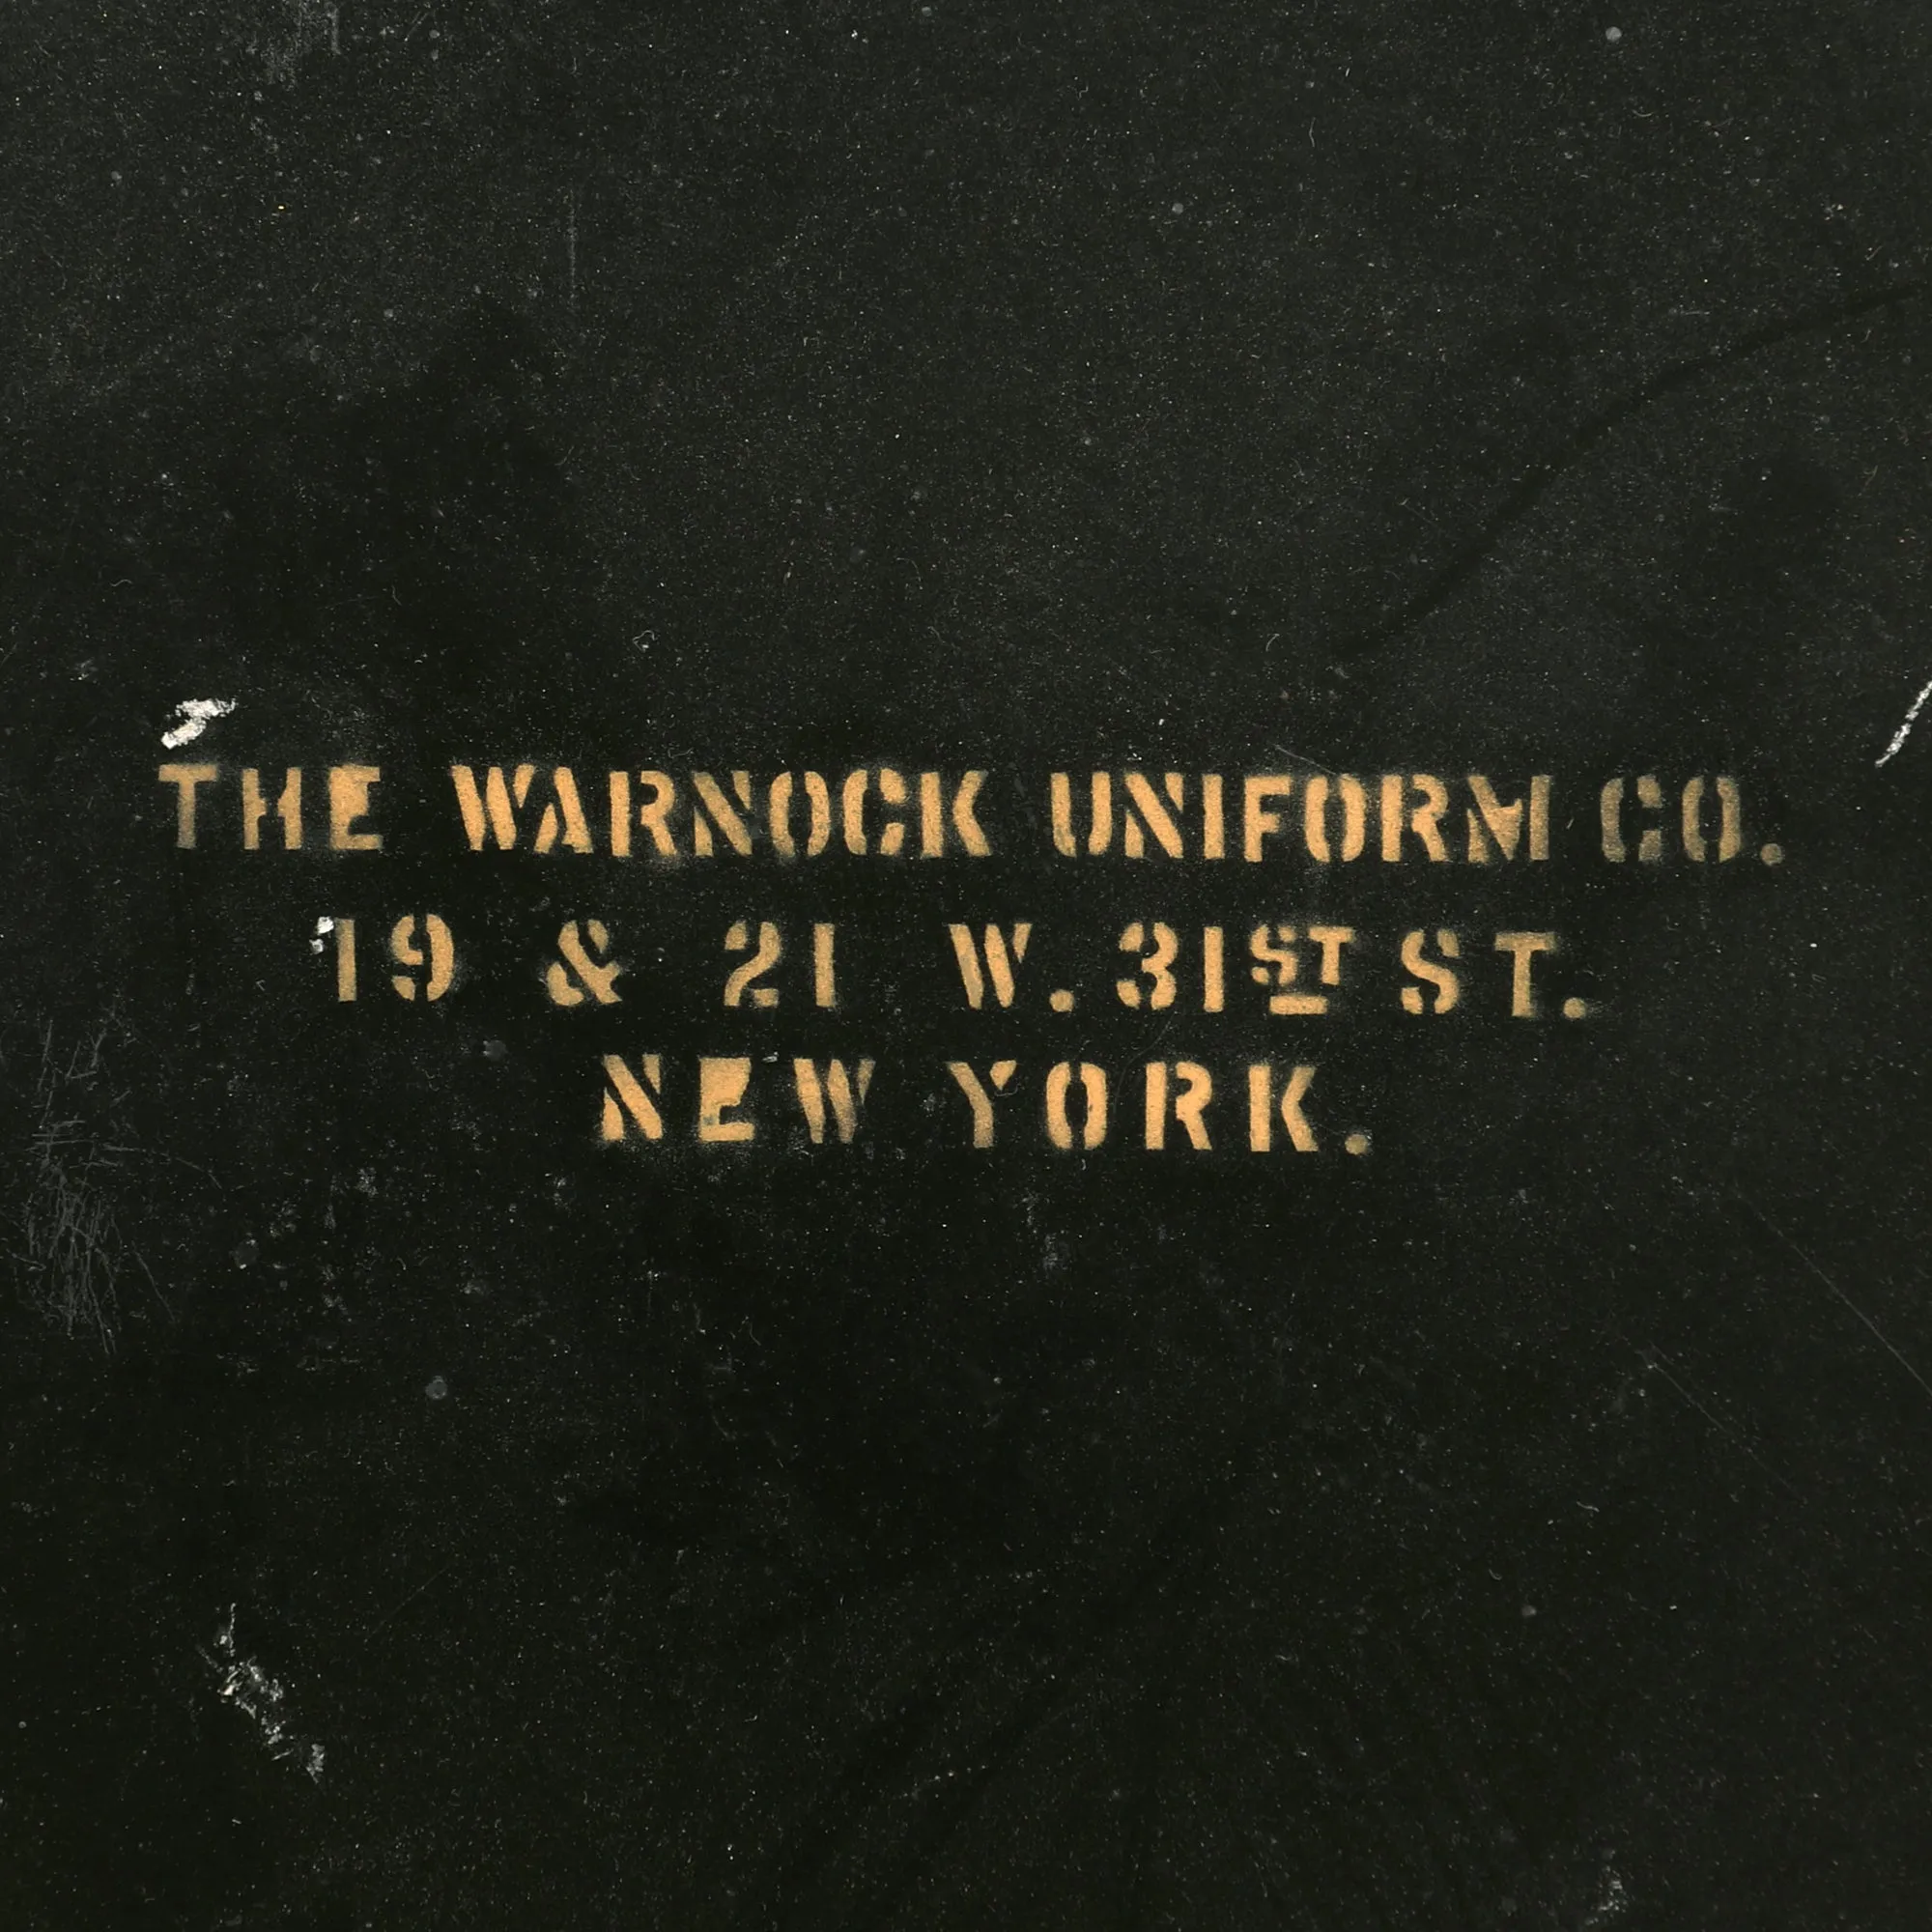 THE WARNOCK UNIFORM CO.
19 & 21 W. 31ST ST.
NEW YORK.